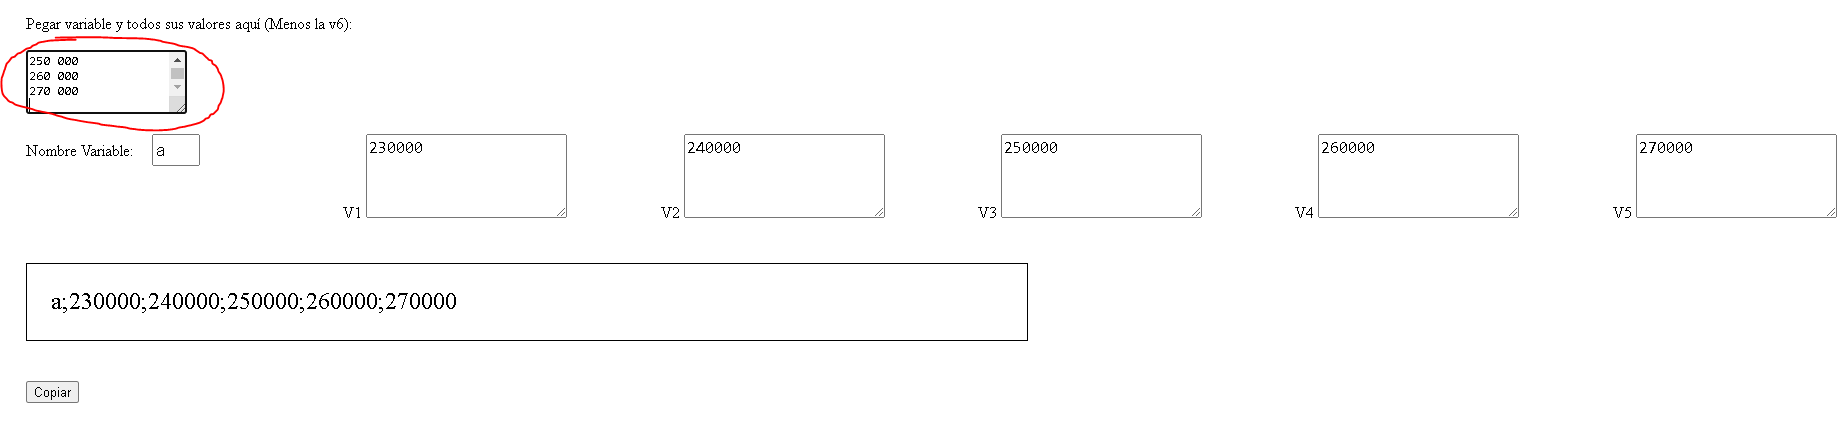 Pegar variable y todos sus valores aquí (Menos la v6):
250 000
260 000
270 000
Nombre Variable: a
V1 230000
V2 240000
V3 250000
V4 260000
V5 270000
a;230000;240000;250000;260000;270000
Copiar